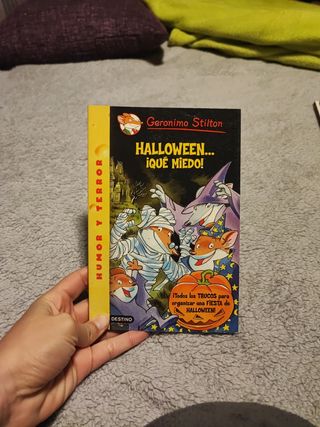 Geronimo Stilton
HALLOWEEN...
¡QUÉ MIEDO!
HUMOR Y TERROR
¡Todos los TRUCOS para
organizar una FIESTA de
HALLOWEEN!
DESTINO